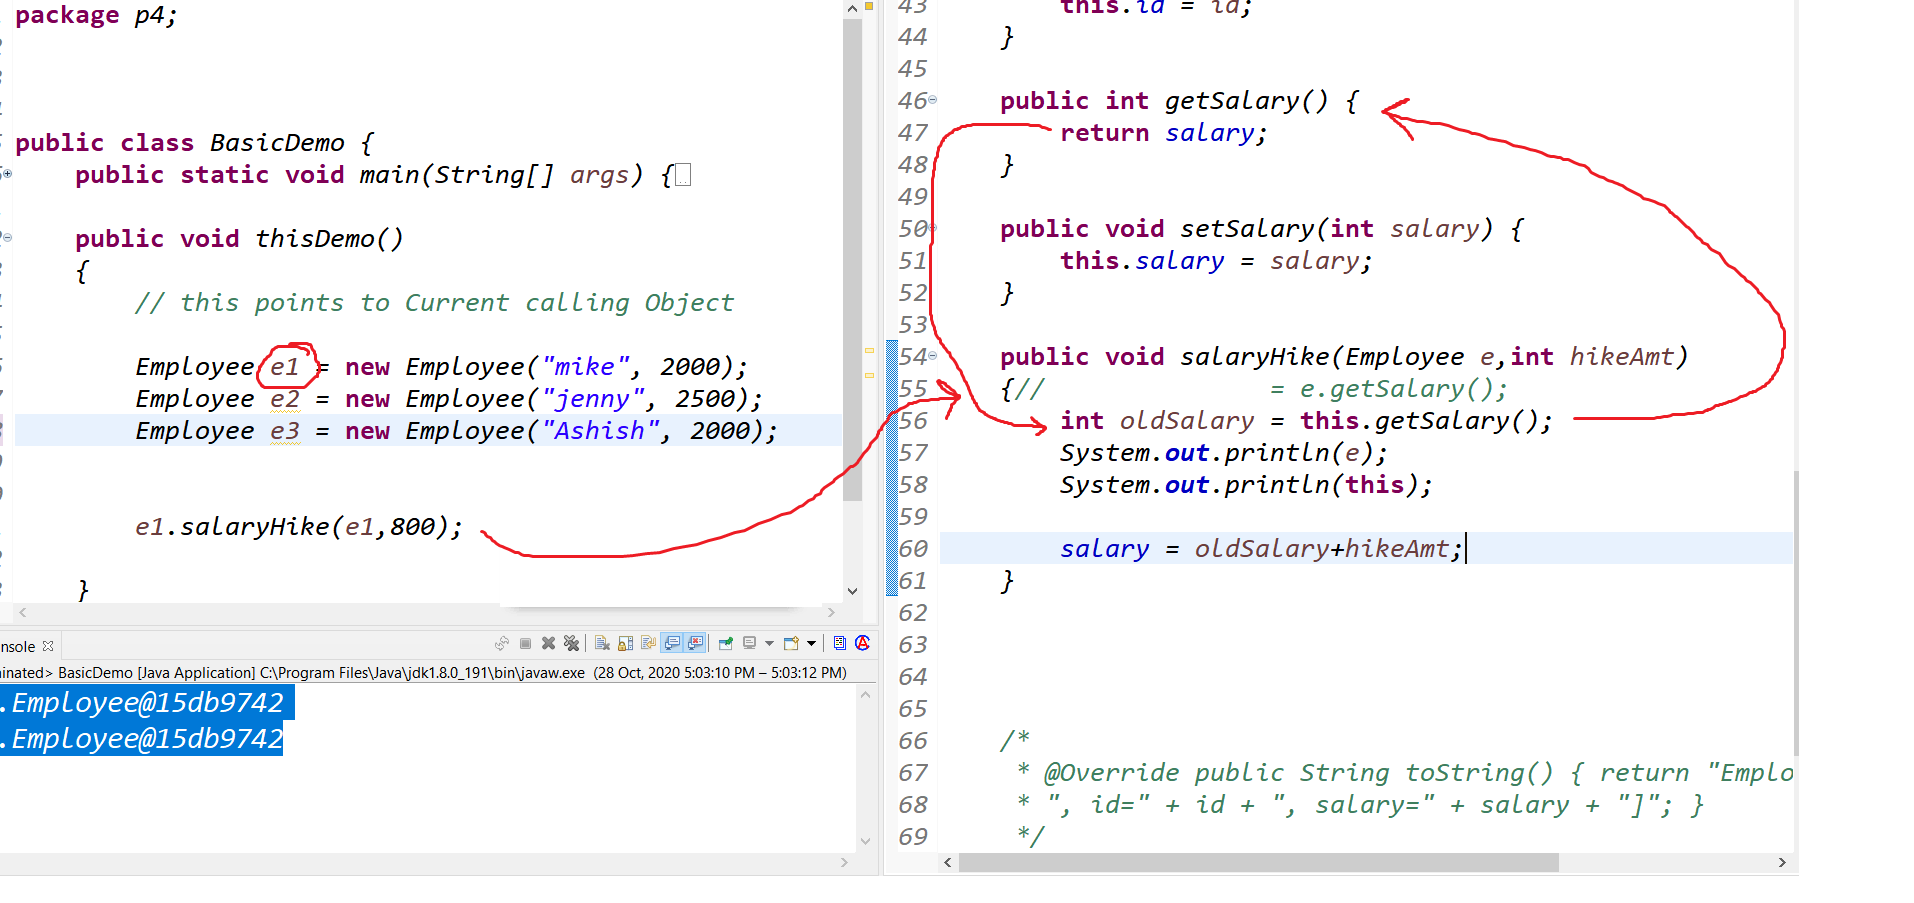 package p4;
public class BasicDemo {
public static void main(String[] args) {
public void thisDemo()
{
// this points to Current calling Object
Employee e1 = new Employee("mike", 2000);
Employee e2 = new Employee("jenny", 2500);
Employee e3 = new Employee("Ashish", 2000);
e1.salaryHike(e1,800);
}
nsole
inated> BasicDemo [Java Application] C:\Program Files\Java\jdk1.8.0_191\bin\javaw.exe (28 Oct, 2020 5:03:10 PM – 5:03:12 PM)
.Employee@15db9742
.Employee@15db9742
43 this.id = id;
44 }
45
46 public int getSalary() {
47 return salary;
48 }
49
50 public void setSalary(int salary) {
51 this.salary = salary;
52 }
53
54 public void salaryHike(Employee e,int hikeAmt)
55 {// = e.getSalary();
56 int oldSalary = this.getSalary();
57 System.out.println(e);
58 System.out.println(this);
59
60 salary = oldSalary+hikeAmt;
61 }
62
63
64
65
66 /*
67 * @Override public String toString() { return "Emplo
68 * ", id=" + id + ", salary=" + salary + "]"; }
69 */